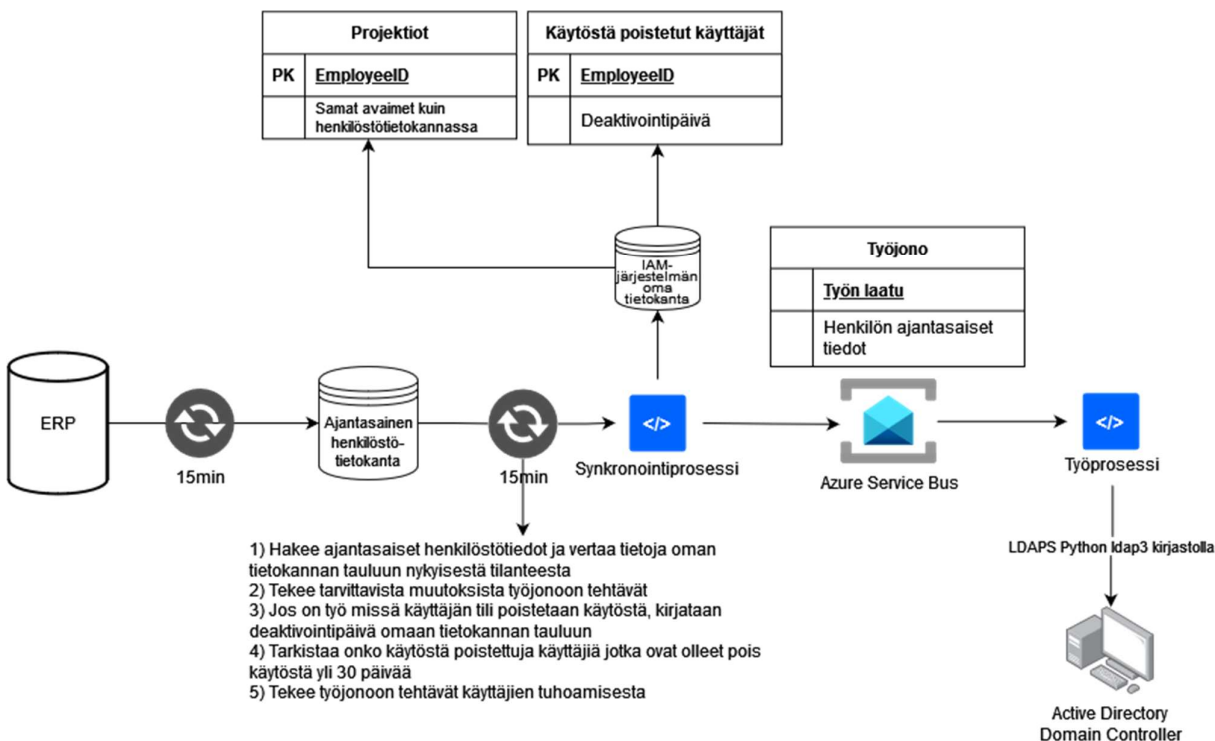 Projektiot
PK EmployeeID
Samat avaimet kuin
henkilöstötietokannassa
Käytöstä poistetut käyttäjät
PK EmployeeID
Deaktivointipäivä
IAM-
järjestelmän
oma
tietokanta
Työjono
Työn laatu
Henkilön ajantasaiset
tiedot
ERP
15min
Ajantasainen
henkilöstö-
tietokanta
15min
</>
Synkronointiprosessi
Azure Service Bus
</>
Työprosessi
1) Hakee ajantasaiset henkilöstötiedot ja vertaa tietoja oman
tietokannan tauluun nykyisestä tilanteesta
2) Tekee tarvittavista muutoksista työjonoon tehtävät
3) Jos on työ missä käyttäjän tili poistetaan käytöstä, kirjataan
deaktivointipäivä omaan tietokannan tauluun
4) Tarkistaa onko käytöstä poistettuja käyttäjiä jotka ovat olleet pois
käytöstä yli 30 päivää
5) Tekee työjonoon tehtävät käyttäjien tuhoamisesta
LDAPS Python ldap3 kirjastolla
Active Directory
Domain Controller